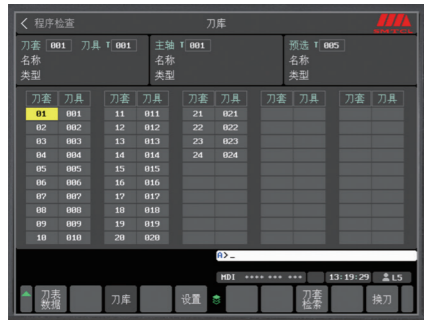 程序检查 刀库
刀套 001 刀具 T 001 主轴 T 001 预选 T 005
名称 名称 名称
类型 类型 类型
刀套 刀具 刀套 刀具 刀套 刀具 刀套 刀具 刀套 刀具
01 001 11 011 21 021
02 002 12 012 22 022
03 003 13 013 23 023
04 004 14 014 24 024
05 005 15 015
06 006 16 016
07 007 17 017
08 008 18 018
09 009 19 019
10 010 20 020
A>_
MDI **** *** *** 13:19:29 L5
刀表数据 刀库 设置 刀套检索 换刀